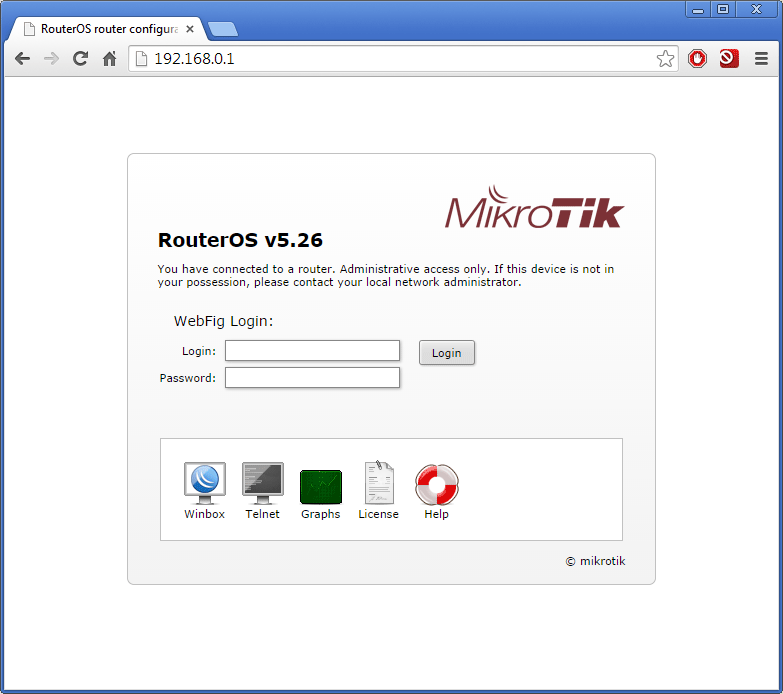 RouterOS router configura
192.168.0.1
MikroTik
RouterOS v5.26
You have connected to a router. Administrative access only. If this device is not in
your possession, please contact your local network administrator.
WebFig Login:
Login:
Login
Password:
Winbox
Telnet
Graphs
License
Help
© mikrotik